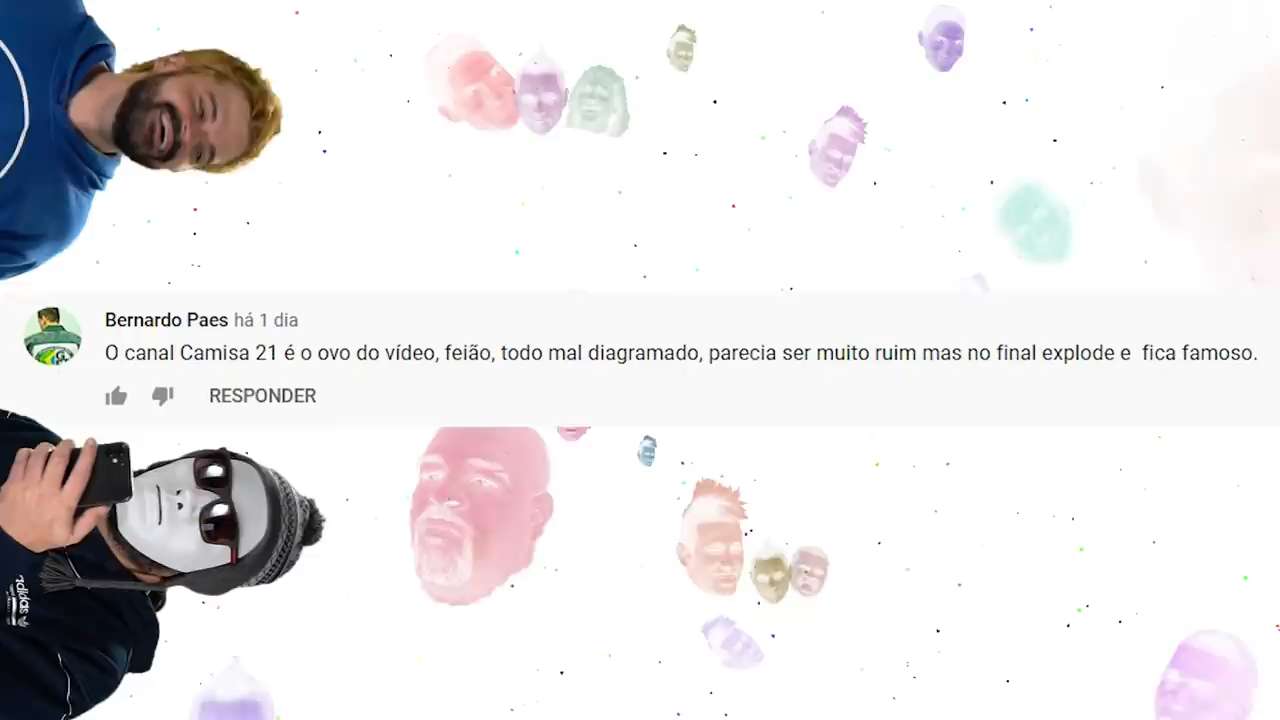 Bernardo Paes há 1 dia
O canal Camisa 21 é o ovo do vídeo, feião, todo mal diagramado, parecia ser muito ruim mas no final explode e  fica famoso.
RESPONDER
adidas